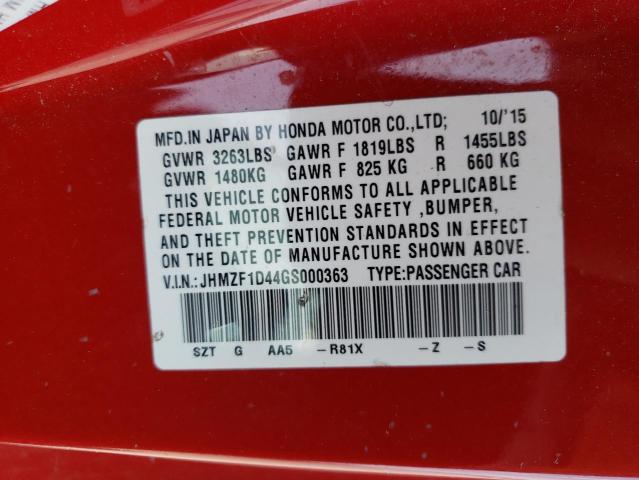 MFD.IN JAPAN BY HONDA MOTOR CO.,LTD; 10/'15
GVWR 3263LBS GAWR F 1819LBS R 1455LBS
GVWR 1480KG GAWR F 825 KG R 660 KG
THIS VEHICLE CONFORMS TO ALL APPLICABLE
FEDERAL MOTOR VEHICLE SAFETY ,BUMPER,
AND THEFT PREVENTION STANDARDS IN EFFECT
ON THE DATE OF MANUFACTURE SHOWN ABOVE.
V.I.N.: JHMZF1D44GS000363 TYPE:PASSENGER CAR
SZT G AA5 -R81X -Z -S